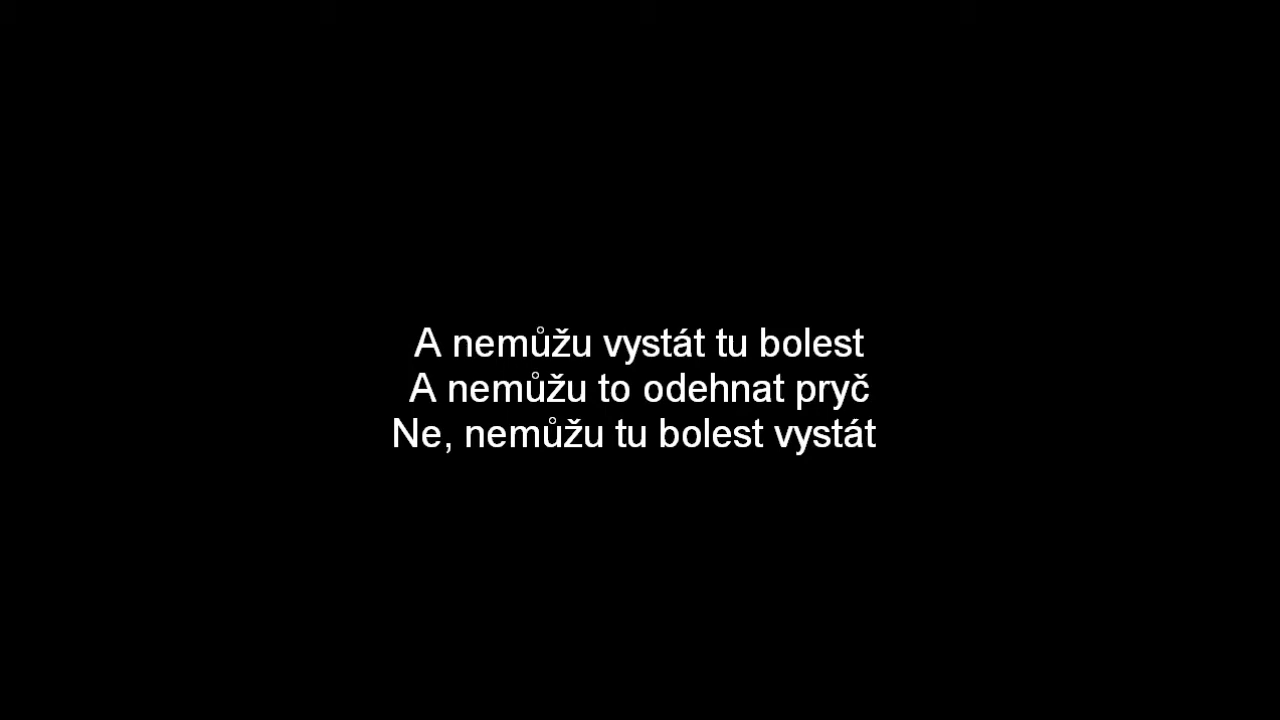 A nemůžu vystát tu bolest
A nemůžu to odehnat pryč
Ne, nemůžu tu bolest vystát